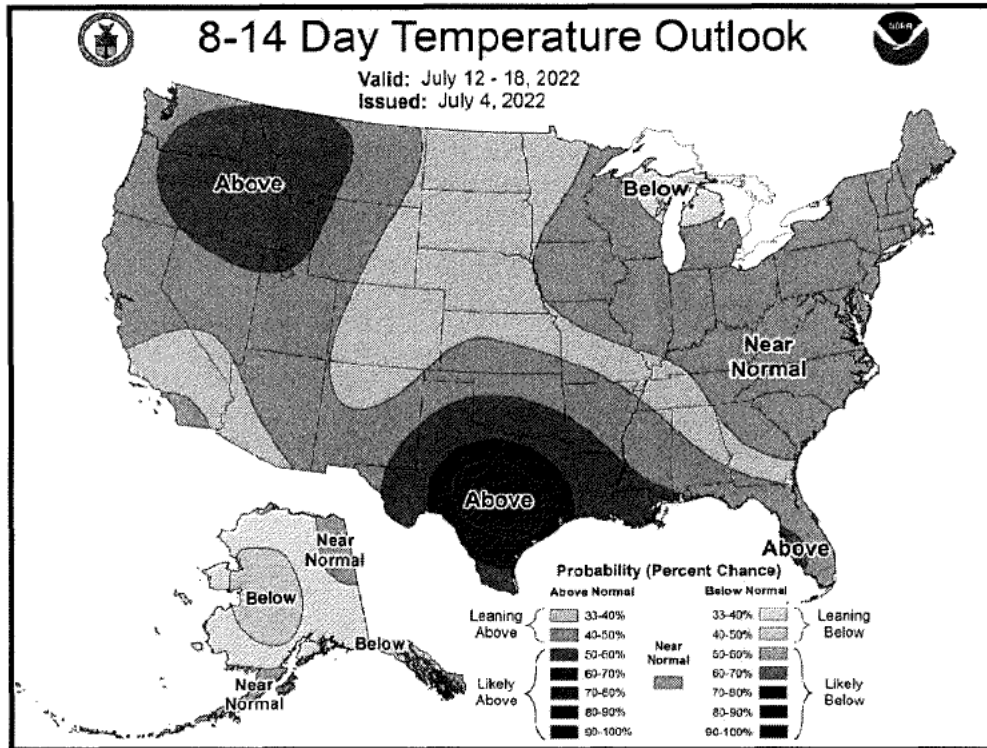 8-14 Day Temperature Outlook
Valid: July 12 - 18, 2022
Issued: July 4, 2022
Above
Below
Near
Normal
Above
Above
Near
Normal
Below
Below
Near
Normal
Probability (Percent Chance)
Above Normal Below Normal
Leaning
Above
33-40%
40-50%
Likely
Above
50-60%
60-70%
70-80%
80-90%
90-100%
Near
Normal
33-40%
40-50%
Leaning
Below
50-60%
60-70%
70-80%
80-90%
90-100%
Likely
Below